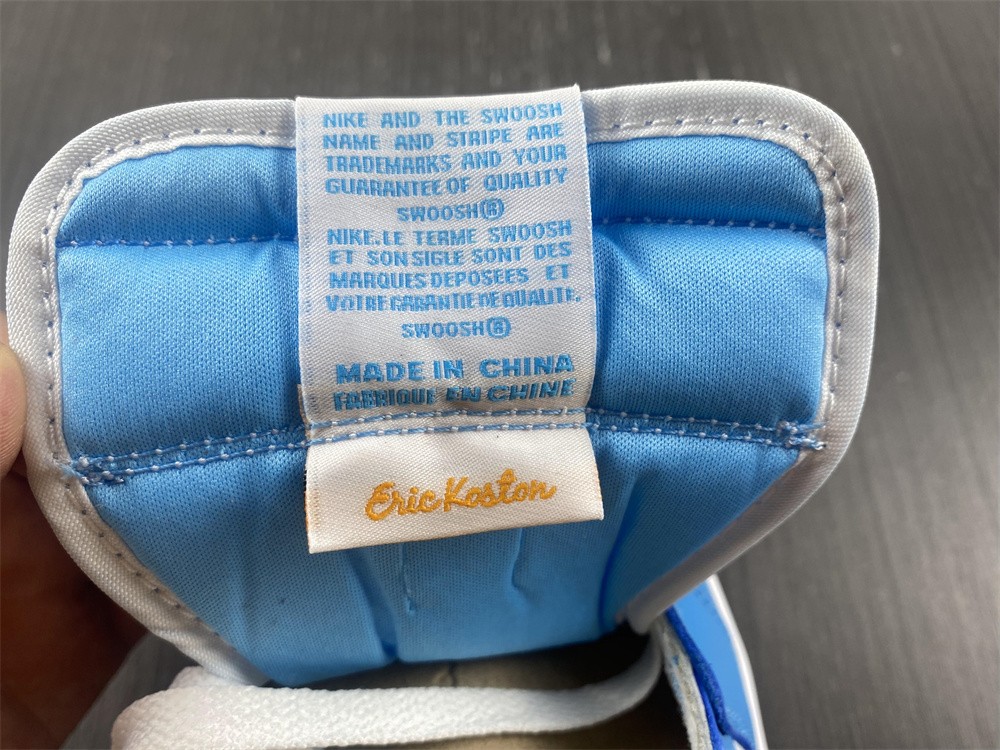 NIKE AND THE SWOOSH
NAME AND STRIPE ARE
TRADEMARKS AND YOUR
GUARANTEE OF QUALITY
SWOOSH®
NIKE.LE TERME SWOOSH
ET SON SIGLE SONT DES
MARQUES DEPOSEES ET
VOTRE GARANTIE DE QUALITE.
SWOOSH®
MADE IN CHINA
FABRIQUE EN CHINE
Eric Koston